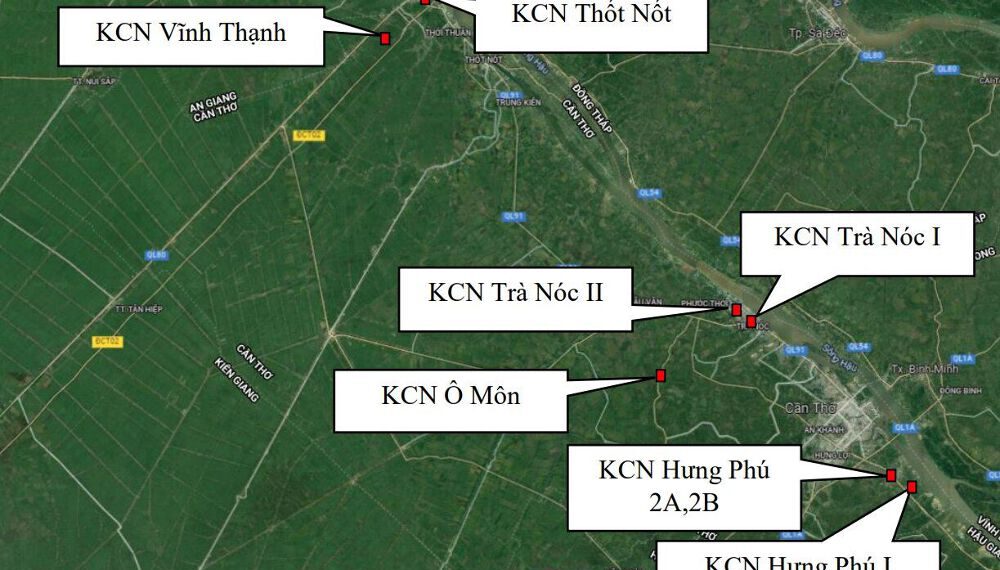 KCN Thốt Nốt
KCN Vĩnh Thạnh
THỚI THUẬN
Tp. Sa Đéc
QL80
QL80
THỐT NỐT
TT. NÚI SẬP
QL91
TRUNG KIÊN
AN GIANG
CẦN THƠ
ĐỒNG THÁP
CẦN THƠ
ĐCT02
QL54
QL91
KCN Trà Nóc I
QL54
QL80
KCN Trà Nóc II
PHƯỚC THỚI
TT. TÂN HIỆP
TRÀ NÓC
ĐCT02
CẦN THƠ
KIÊN GIANG
QL91
Sông Hậu
QL54
QL1A
Tx. Bình Minh
KCN Ô Môn
ĐÔNG BÌNH
Cần Thơ
AN KHÁNH
QL1A
HƯNG LỢI
KCN Hưng Phú
2A,2B
QL1A
KCN Hưng Phú I